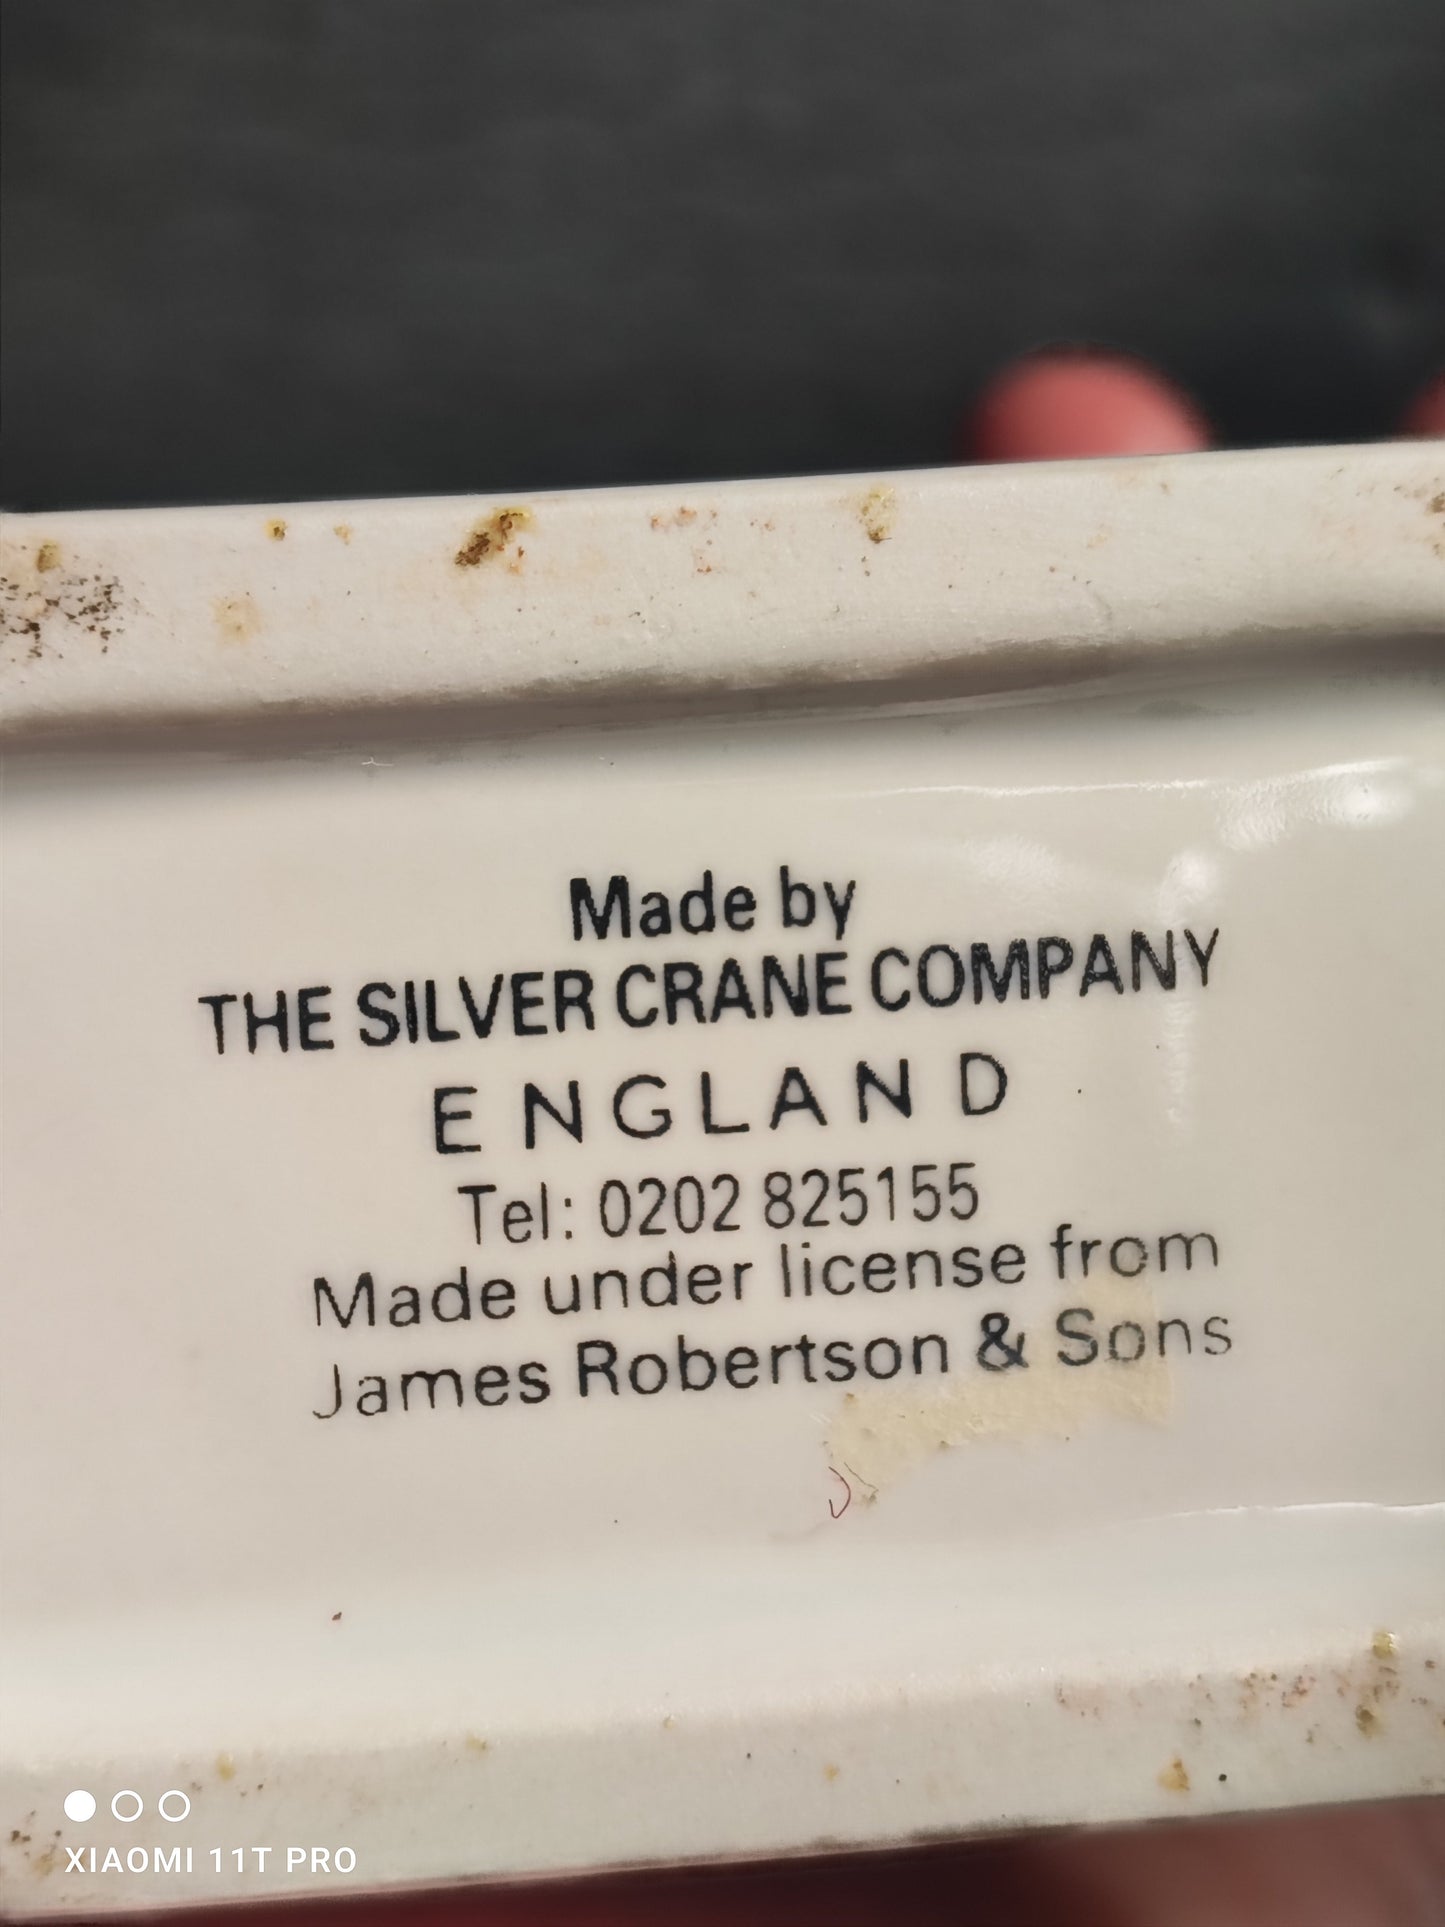 Made by
THE SILVER CRANE COMPANY
ENGLAND
Tel: 0202 825155
Made under license from
James Robertson & Sons
XIAOMI 11T PRO